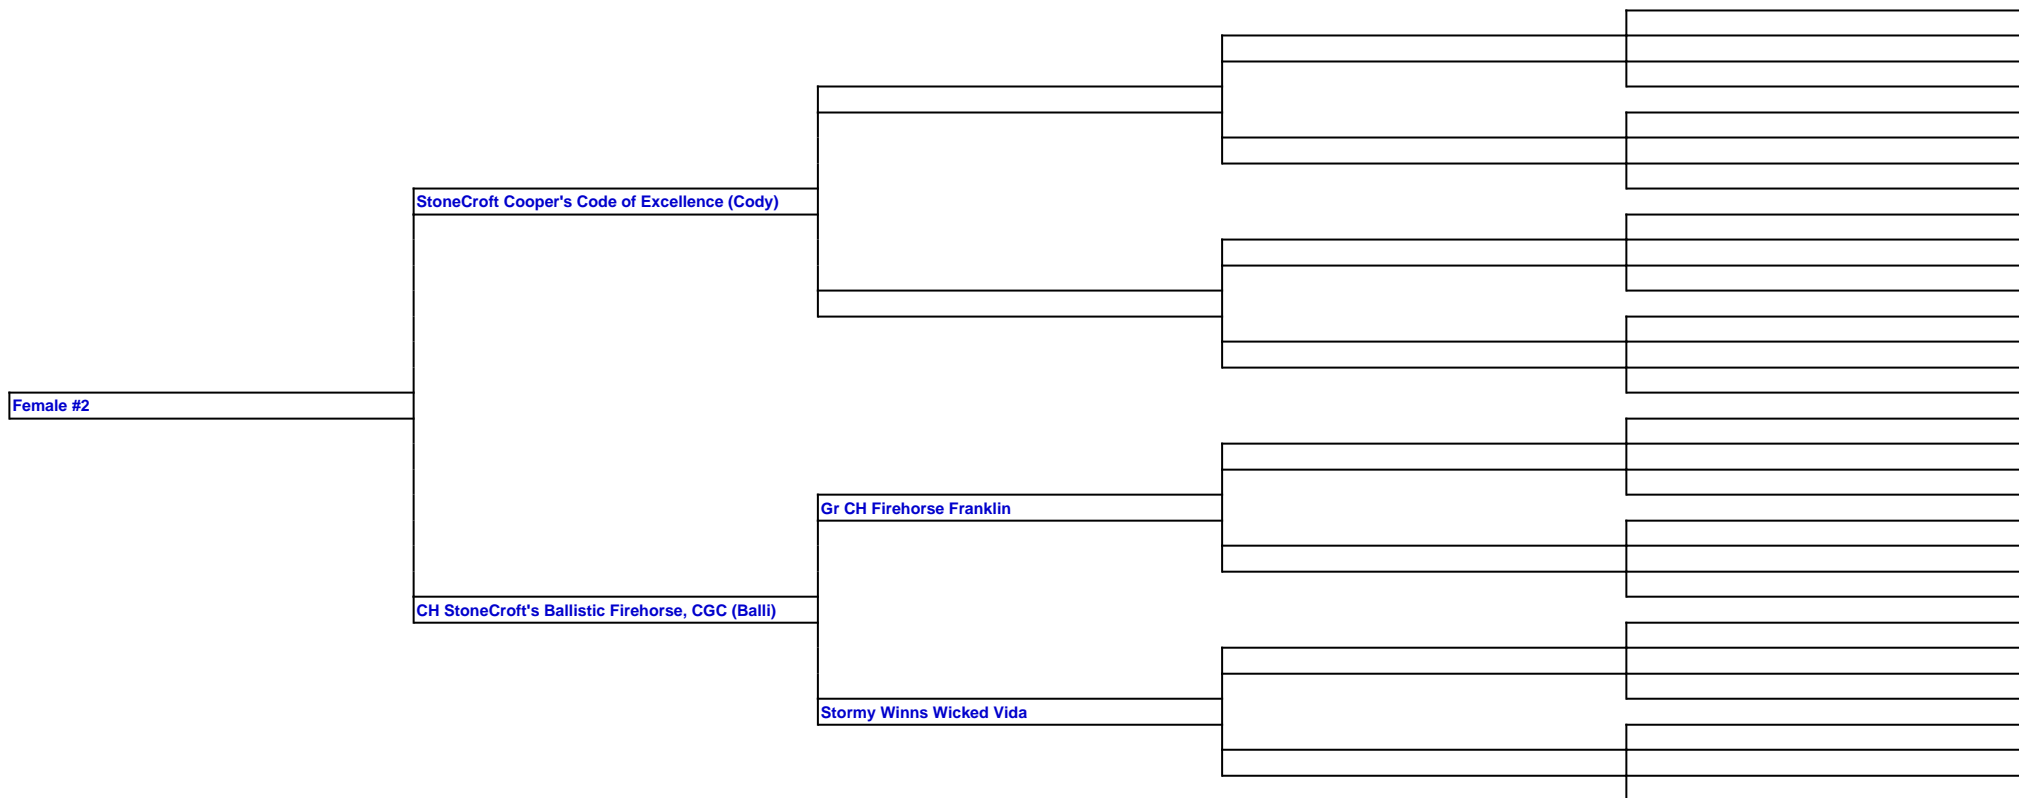 StoneCroft Cooper's Code of Excellence (Cody)
Female #2
Gr CH Firehorse Franklin
CH StoneCroft's Ballistic Firehorse, CGC (Balli)
Stormy Winns Wicked Vida